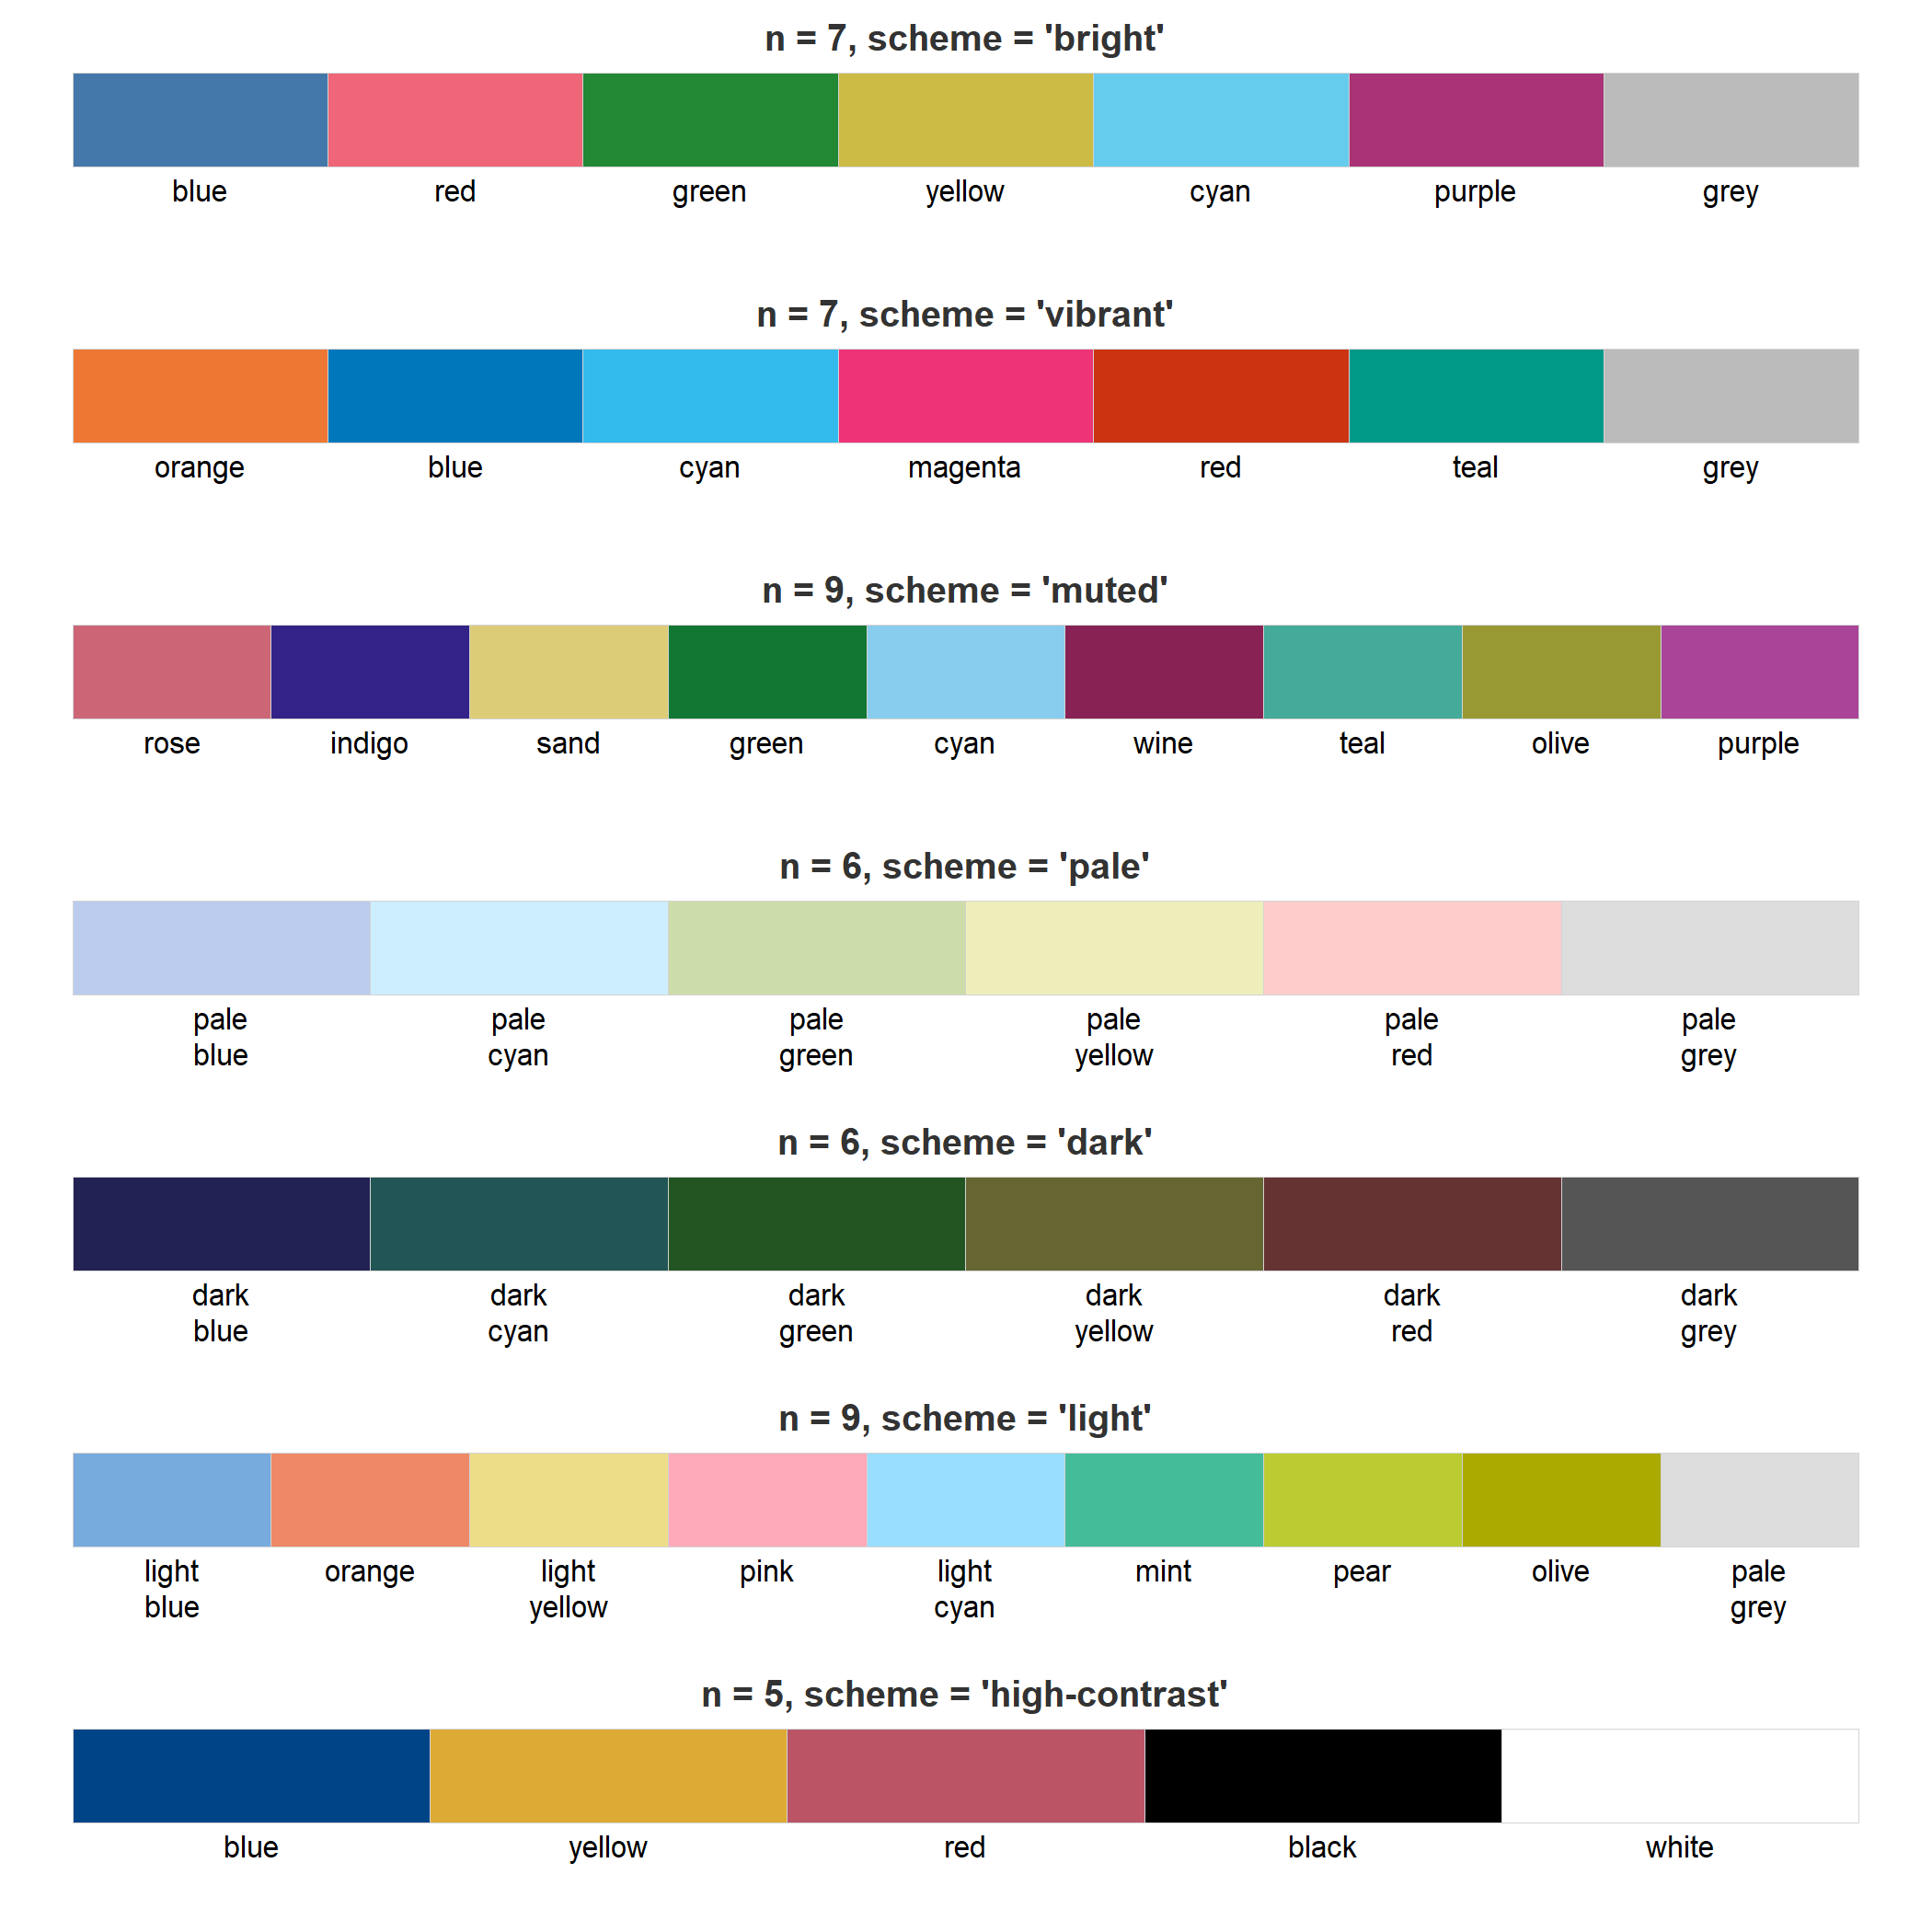 n = 7, scheme = 'bright'
blue red green yellow cyan purple grey
n = 7, scheme = 'vibrant'
orange blue cyan magenta red teal grey
n = 9, scheme = 'muted'
rose indigo sand green cyan wine teal olive purple
n = 6, scheme = 'pale'
pale pale pale pale pale pale
blue cyan green yellow red grey
n = 6, scheme = 'dark'
dark dark dark dark dark dark
blue cyan green yellow red grey
n = 9, scheme = 'light'
light orange light pink light mint pear olive pale
blue yellow cyan grey
n = 5, scheme = 'high-contrast'
blue yellow red black white